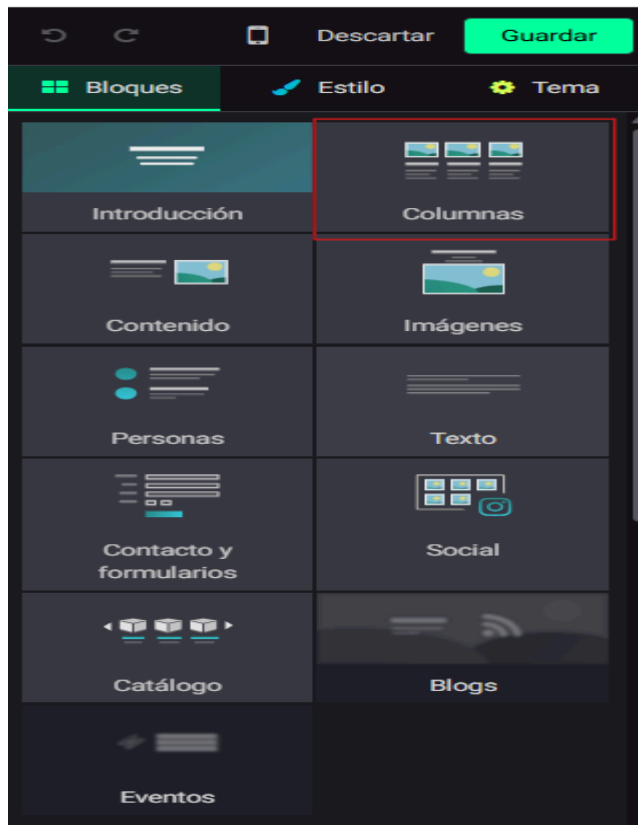 Descartar Guardar
Bloques Estilo Tema
Introducción Columnas
Contenido Imágenes
Personas Texto
Contacto y Social
formularios
Catálogo Blogs
Eventos